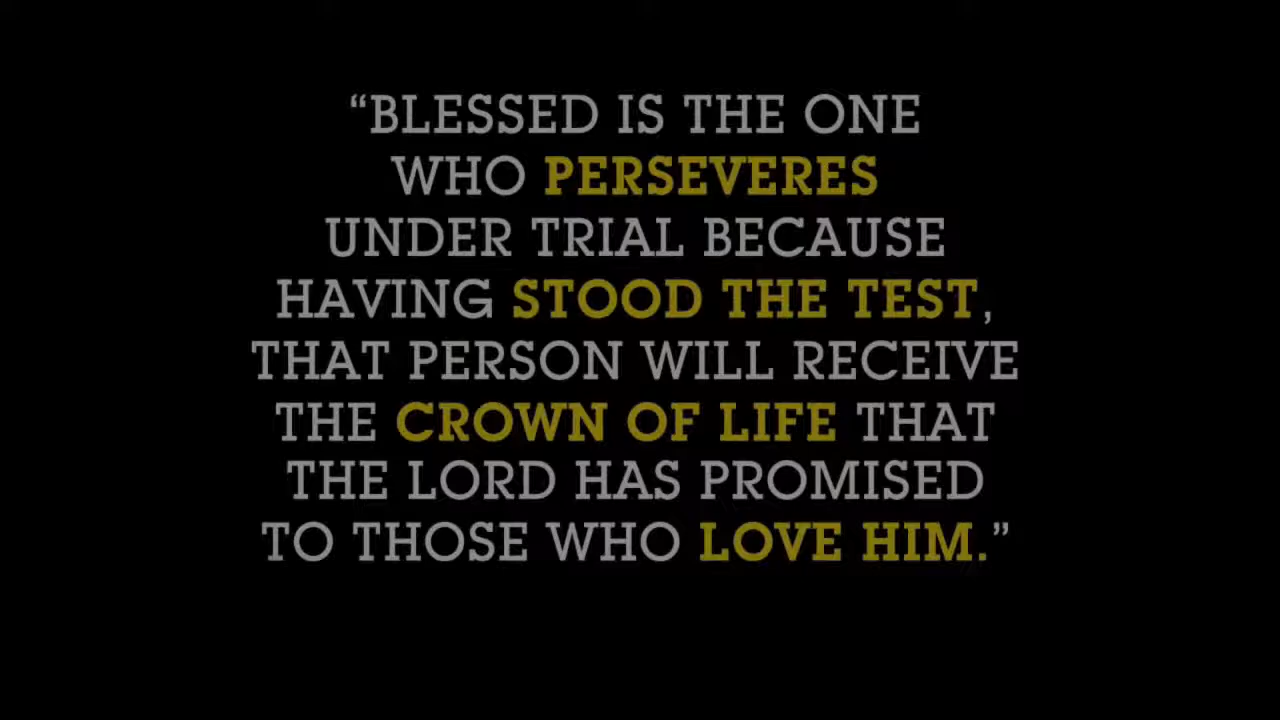 “BLESSED IS THE ONE
WHO PERSEVERES
UNDER TRIAL BECAUSE
HAVING STOOD THE TEST,
THAT PERSON WILL RECEIVE
THE CROWN OF LIFE THAT
THE LORD HAS PROMISED
TO THOSE WHO LOVE HIM.”